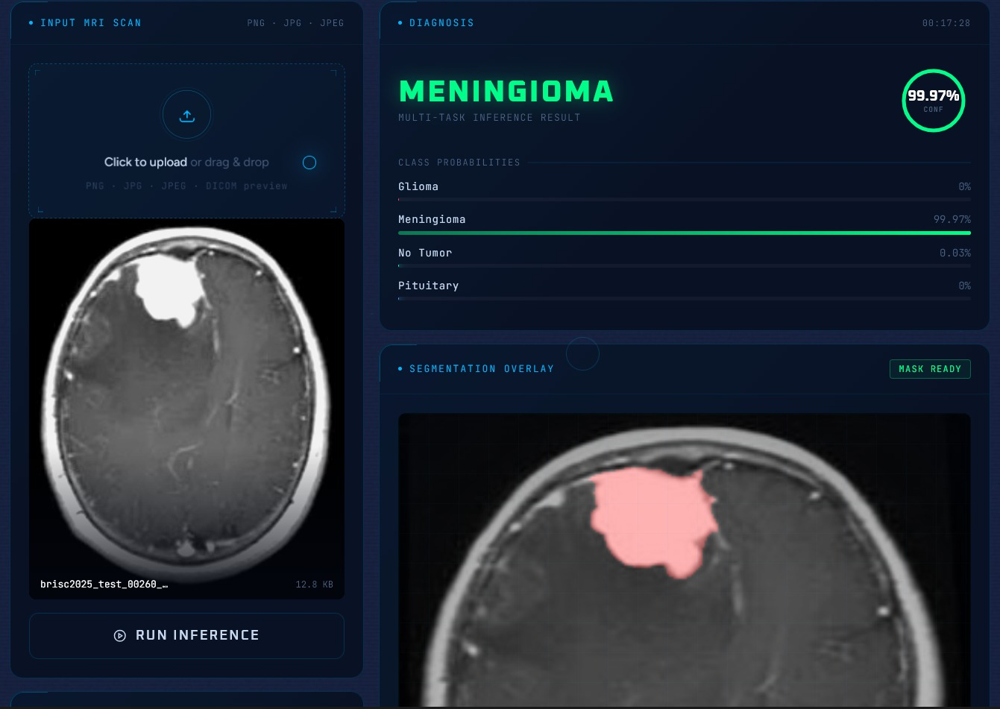 INPUT MRI SCAN
PNG · JPG · JPEG
Click to upload or drag & drop
PNG · JPG · JPEG · DICOM preview
brisc2025_test_00260_…
12.8 KB
RUN INFERENCE
DIAGNOSIS
00:17:28
MENINGIOMA
MULTI-TASK INFERENCE RESULT
99.97%
CONF
CLASS PROBABILITIES
Glioma 0%
Meningioma 99.97%
No Tumor 0.03%
Pituitary 0%
SEGMENTATION OVERLAY
MASK READY